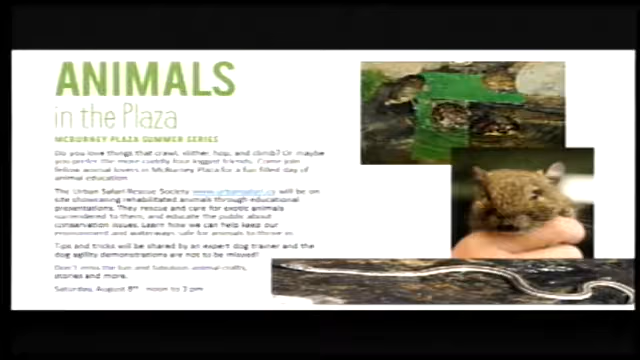 ANIMALS
in the Plaza
MCBURNEY PLAZA SUMMER SERIES
Do you love things that crawl, slither, hop, and climb? Or maybe
you prefer the more cuddly four legged friends. Come join
fellow animal lovers in McBurney Plaza for a fun filled day of
animal education.
The Urban Safari Rescue Society www.urbansafari.ca will be on
site showcasing rehabilitated animals through educational
presentations. They rescue and care for exotic animals
surrendered to them, and educate the public about
conservation issues. Learn how we can help keep our
environment and waterways safe for animals to thrive in.
Tips and tricks will be shared by an expert dog trainer and the
dog agility demonstrations are not to be missed!
Don't miss the fun and fabulous animal crafts,
stories and more.
Saturday, August 8th noon to 3 pm